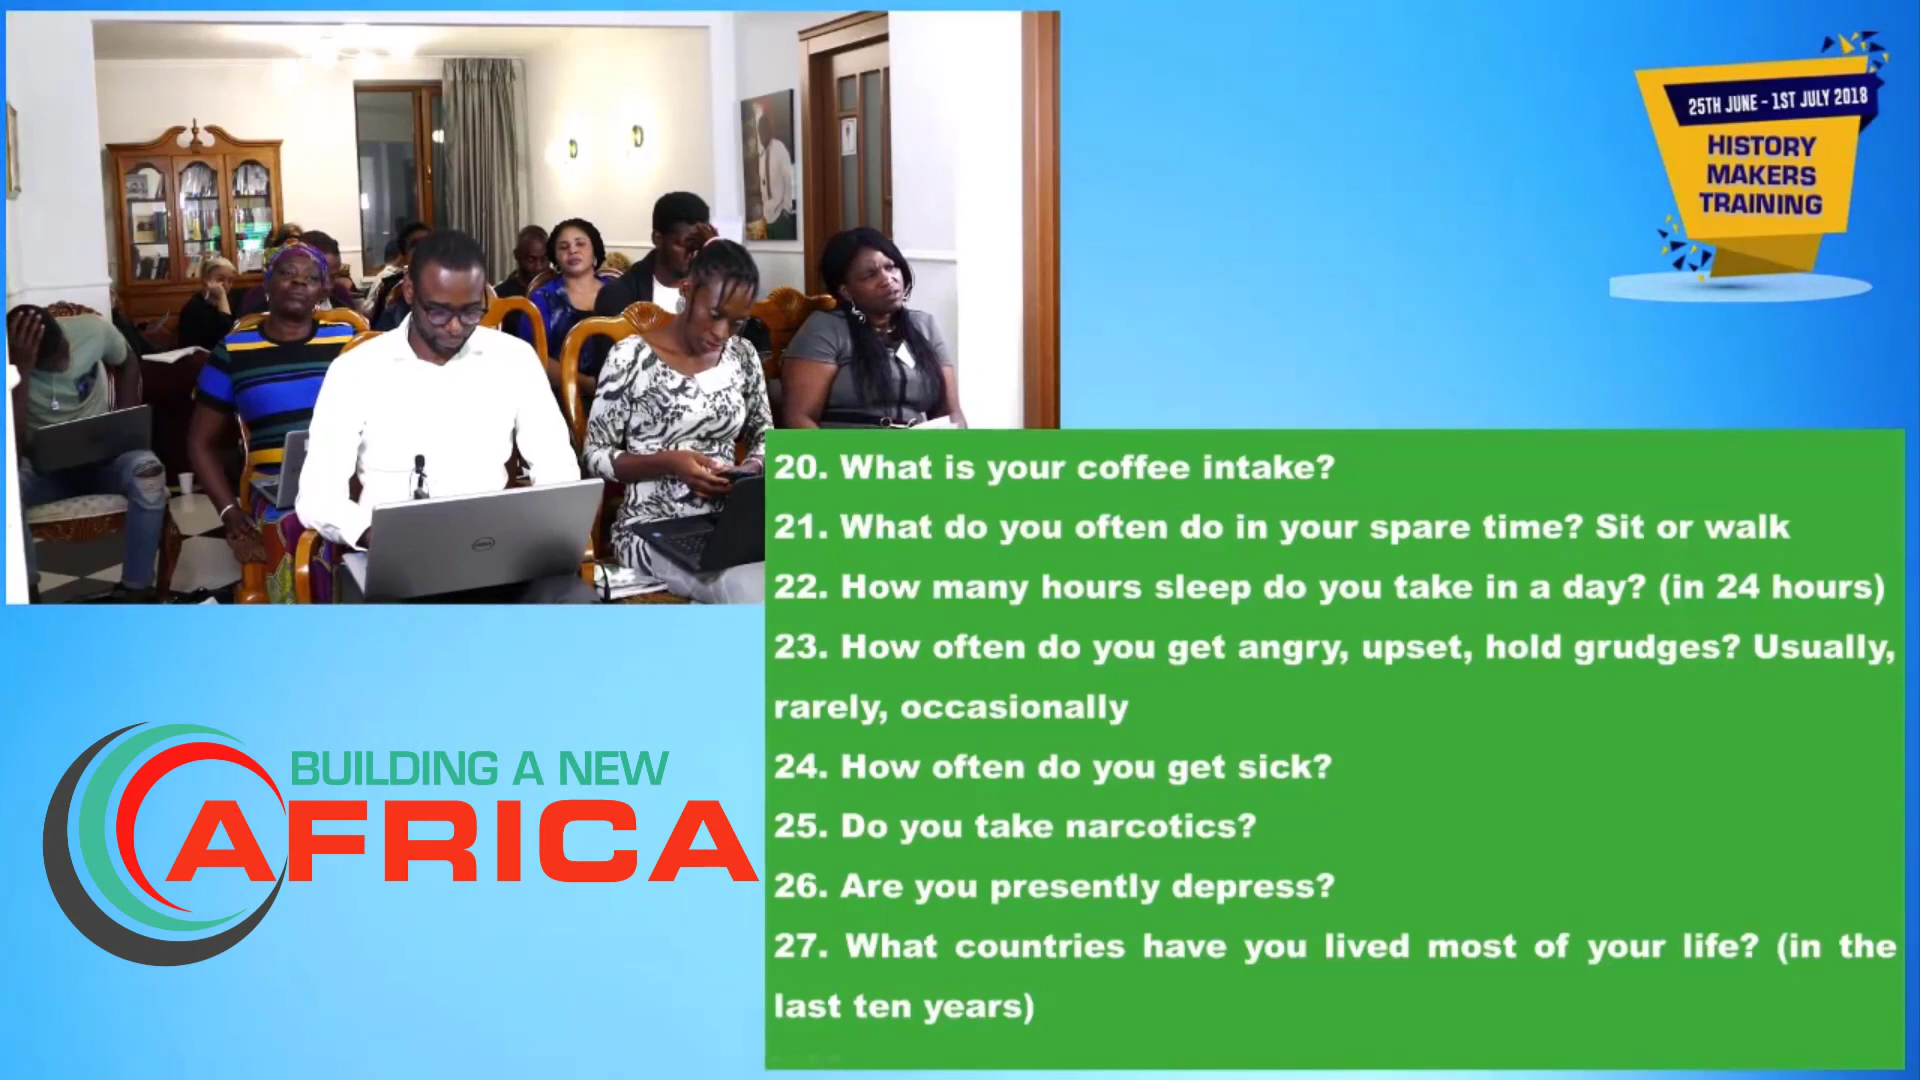 25TH JUNE - 1ST JULY 2018
HISTORY
MAKERS
TRAINING
20. What is your coffee intake?
21. What do you often do in your spare time? Sit or walk
22. How many hours sleep do you take in a day? (in 24 hours)
23. How often do you get angry, upset, hold grudges? Usually,
rarely, occasionally
24. How often do you get sick?
25. Do you take narcotics?
26. Are you presently depress?
27. What countries have you lived most of your life? (in the
last ten years)
BUILDING A NEW
AFRICA
DELL